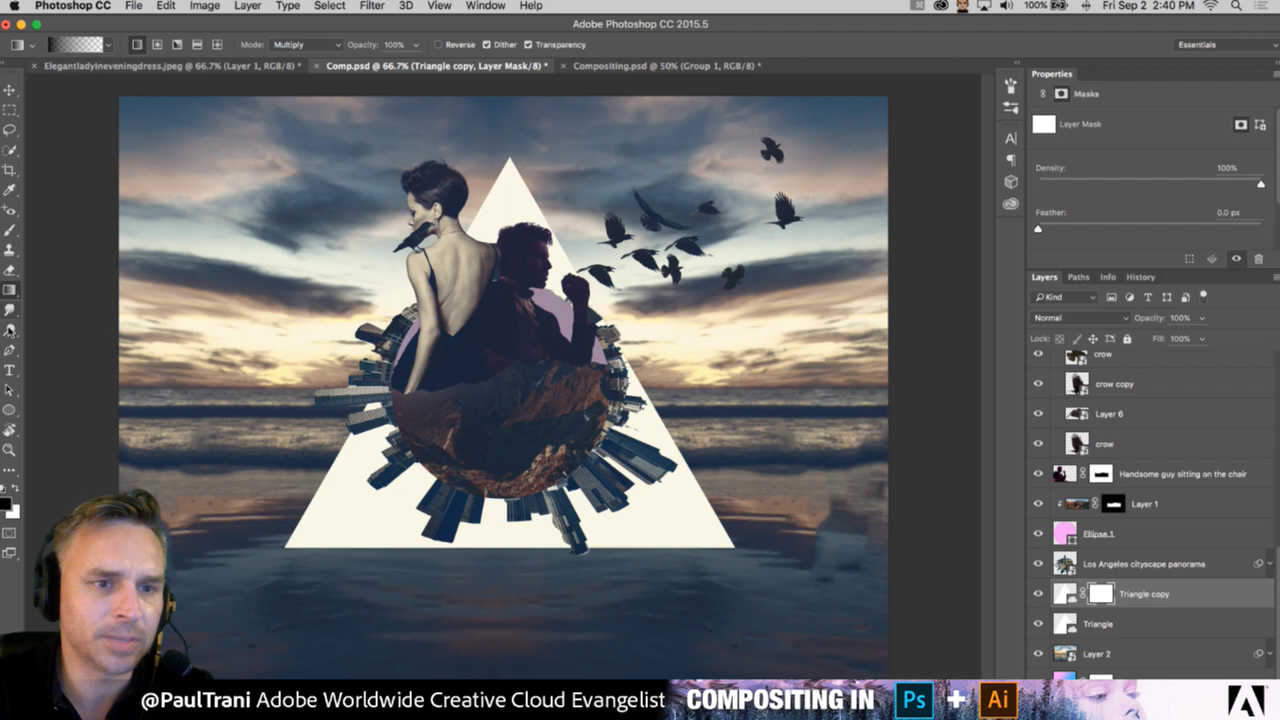 Photoshop CC File Edit Image Layer Type Select Filter 3D View Window Help 100% Fri Sep 2 2:40 PM
Adobe Photoshop CC 2015.5
Mode: Multiply Opacity: 100% Reverse Dither Transparency Essentials
× Elegantladyineveningdress.jpeg @ 66.7% (Layer 1, RGB/8) * × Comp.psd @ 66.7% (Triangle copy, Layer Mask/8) * × Compositing.psd @ 50% (Group 1, RGB/8) *
Properties
Masks
Layer Mask
Density: 100%
Feather: 0.0 px
Layers Paths Info History
Kind
Normal Opacity: 100%
Lock: Fill: 100%
crow
crow copy
Layer 6
crow
Handsome guy sitting on the chair
Layer 1
Ellipse 1
Los Angeles cityscape panorama
Triangle copy
Triangle
Layer 2
@PaulTrani Adobe Worldwide Creative Cloud Evangelist COMPOSITING IN Ps + Ai